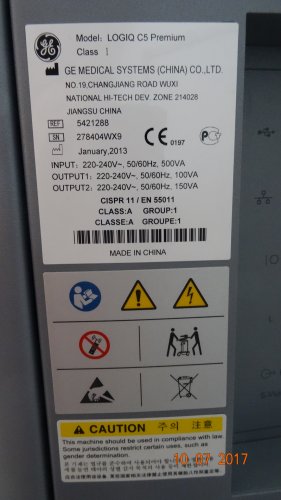 GE
Model: LOGIQ C5 Premium
Class I
GE MEDICAL SYSTEMS (CHINA) CO.,LTD.
NO.19,CHANGJIANG ROAD WUXI
NATIONAL HI-TECH DEV. ZONE 214028
JIANGSU CHINA
REF 5421288
SN 278404WX9
January,2013
CE 0197
INPUT: 220-240V~, 50/60Hz, 500VA
OUTPUT1: 220-240V~, 50/60Hz, 100VA
OUTPUT2: 220-240V~, 50/60Hz, 150VA
CISPR 11 / EN 55011
CLASS:A GROUP:1
CLASSE:A GROUPE:1
MADE IN CHINA
CAUTION 주의 注意
This machine should be used in compliance with law.
Some jurisdictions restrict certain uses, such as
gender determination.
10 07 2017